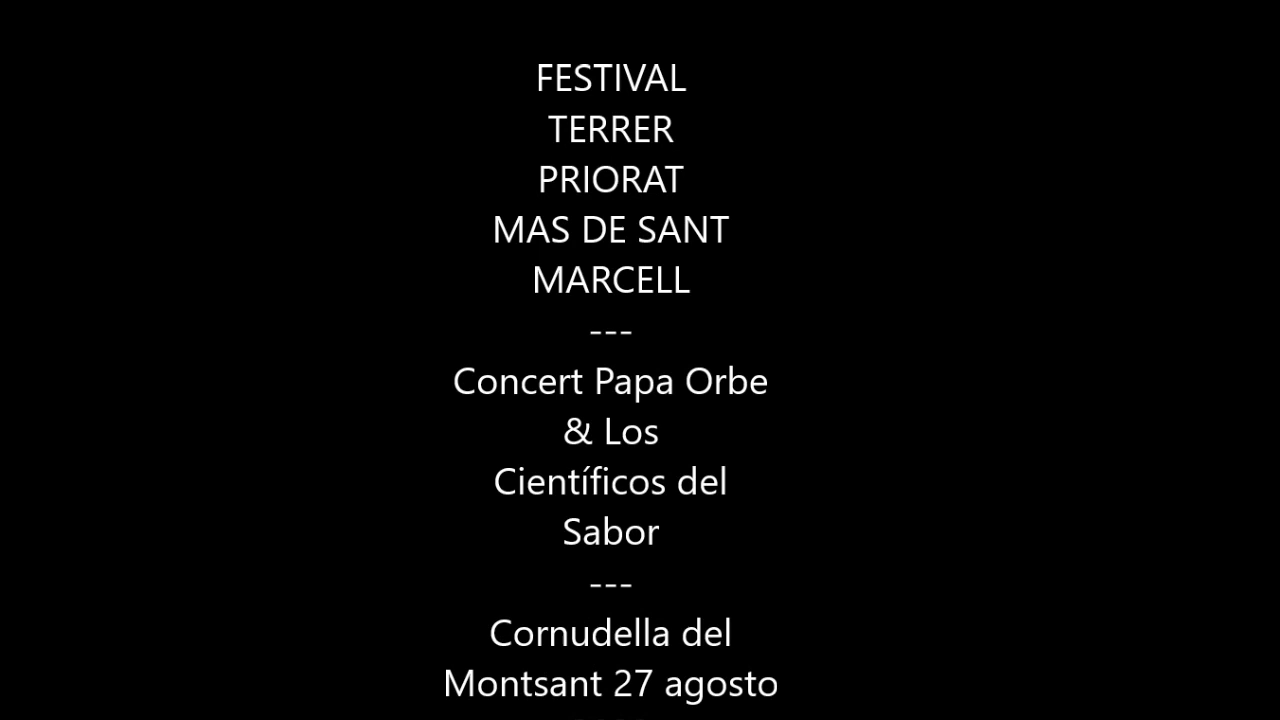 FESTIVAL
TERRER
PRIORAT
MAS DE SANT
MARCELL
---
Concert Papa Orbe
& Los
Científicos del
Sabor
---
Cornudella del
Montsant 27 agosto